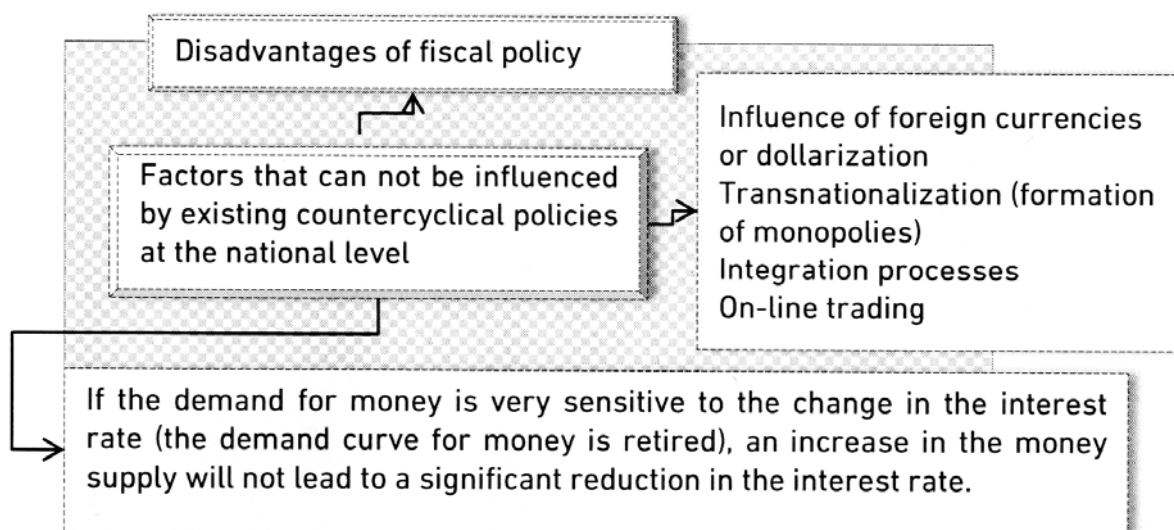 Disadvantages of fiscal policy
Factors that can not be influenced
by existing countercyclical policies
at the national level
Influence of foreign currencies
or dollarization
Transnationalization (formation
of monopolies)
Integration processes
On-line trading
If the demand for money is very sensitive to the change in the interest
rate (the demand curve for money is retired), an increase in the money
supply will not lead to a significant reduction in the interest rate.